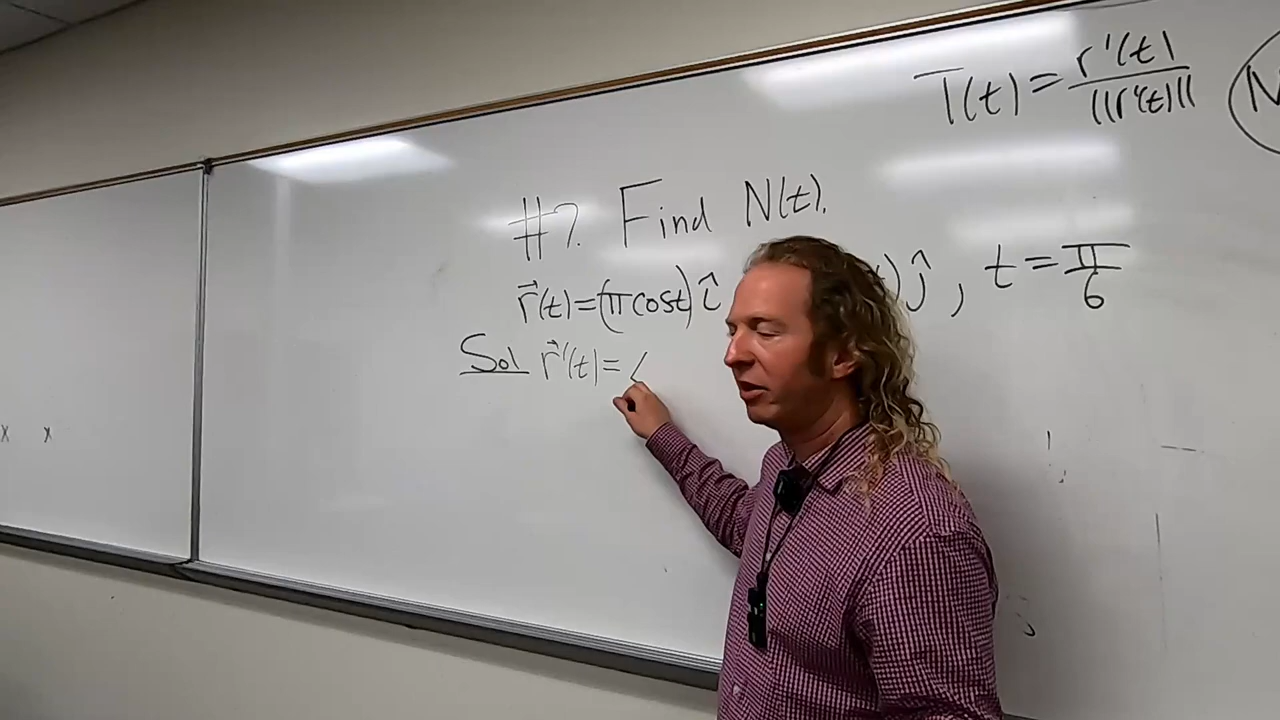 T(t) = r'(t) / ||r'(t)||
N
#7. Find N(t).
r⃗(t) = (π cos t) î t) ĵ , t = π/6
Sol r⃗'(t) = <
x x